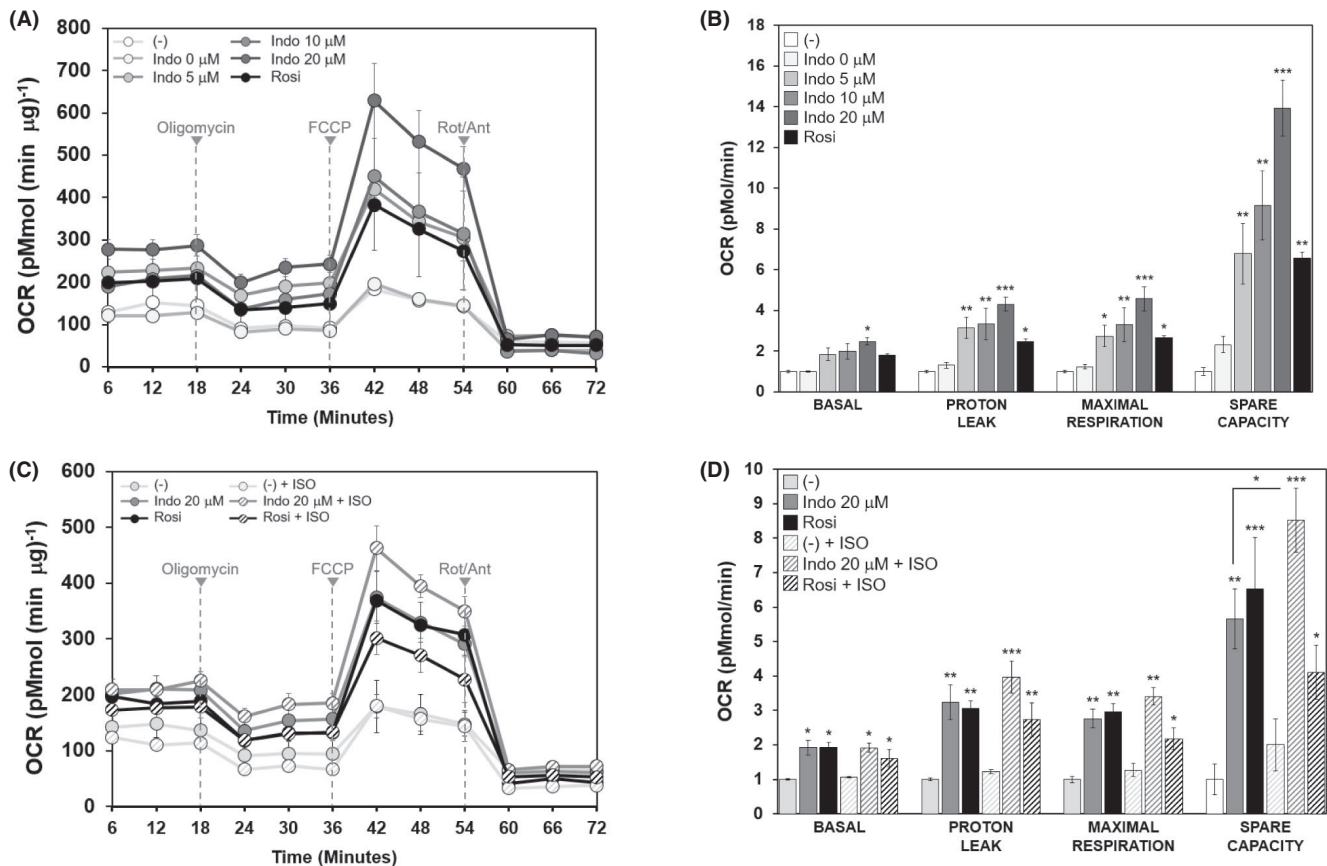 (A)
OCR (pMmol (min μg)⁻¹
800
700
600
500
400
300
200
100
0
(-)
Indo 0 μM
Indo 5 μM
Indo 10 μM
Indo 20 μM
Rosi
Oligomycin
FCCP
Rot/Ant
6 12 18 24 30 36 42 48 54 60 66 72
Time (Minutes)
(B)
OCR (pMol/min)
18
16
14
12
10
8
6
4
2
0
(-)
Indo 0 μM
Indo 5 μM
Indo 10 μM
Indo 20 μM
Rosi
*
** ** ***
* ** *** *
** ** *** **
BASAL
PROTON
LEAK
MAXIMAL
RESPIRATION
SPARE
CAPACITY
(C)
OCR (pMmol (min μg)⁻¹
600
500
400
300
200
100
0
(-)
Indo 20 μM
Rosi
(-) + ISO
Indo 20 μM + ISO
Rosi + ISO
Oligomycin
FCCP
Rot/Ant
6 12 18 24 30 36 42 48 54 60 66 72
Time (Minutes)
(D)
OCR (pMmol/min)
10
9
8
7
6
5
4
3
2
1
0
(-)
Indo 20 μM
Rosi
(-) + ISO
Indo 20 μM + ISO
Rosi + ISO
* * * *
** ** *** **
** ** ** *
*
** *** *** *
BASAL
PROTON
LEAK
MAXIMAL
RESPIRATION
SPARE
CAPACITY